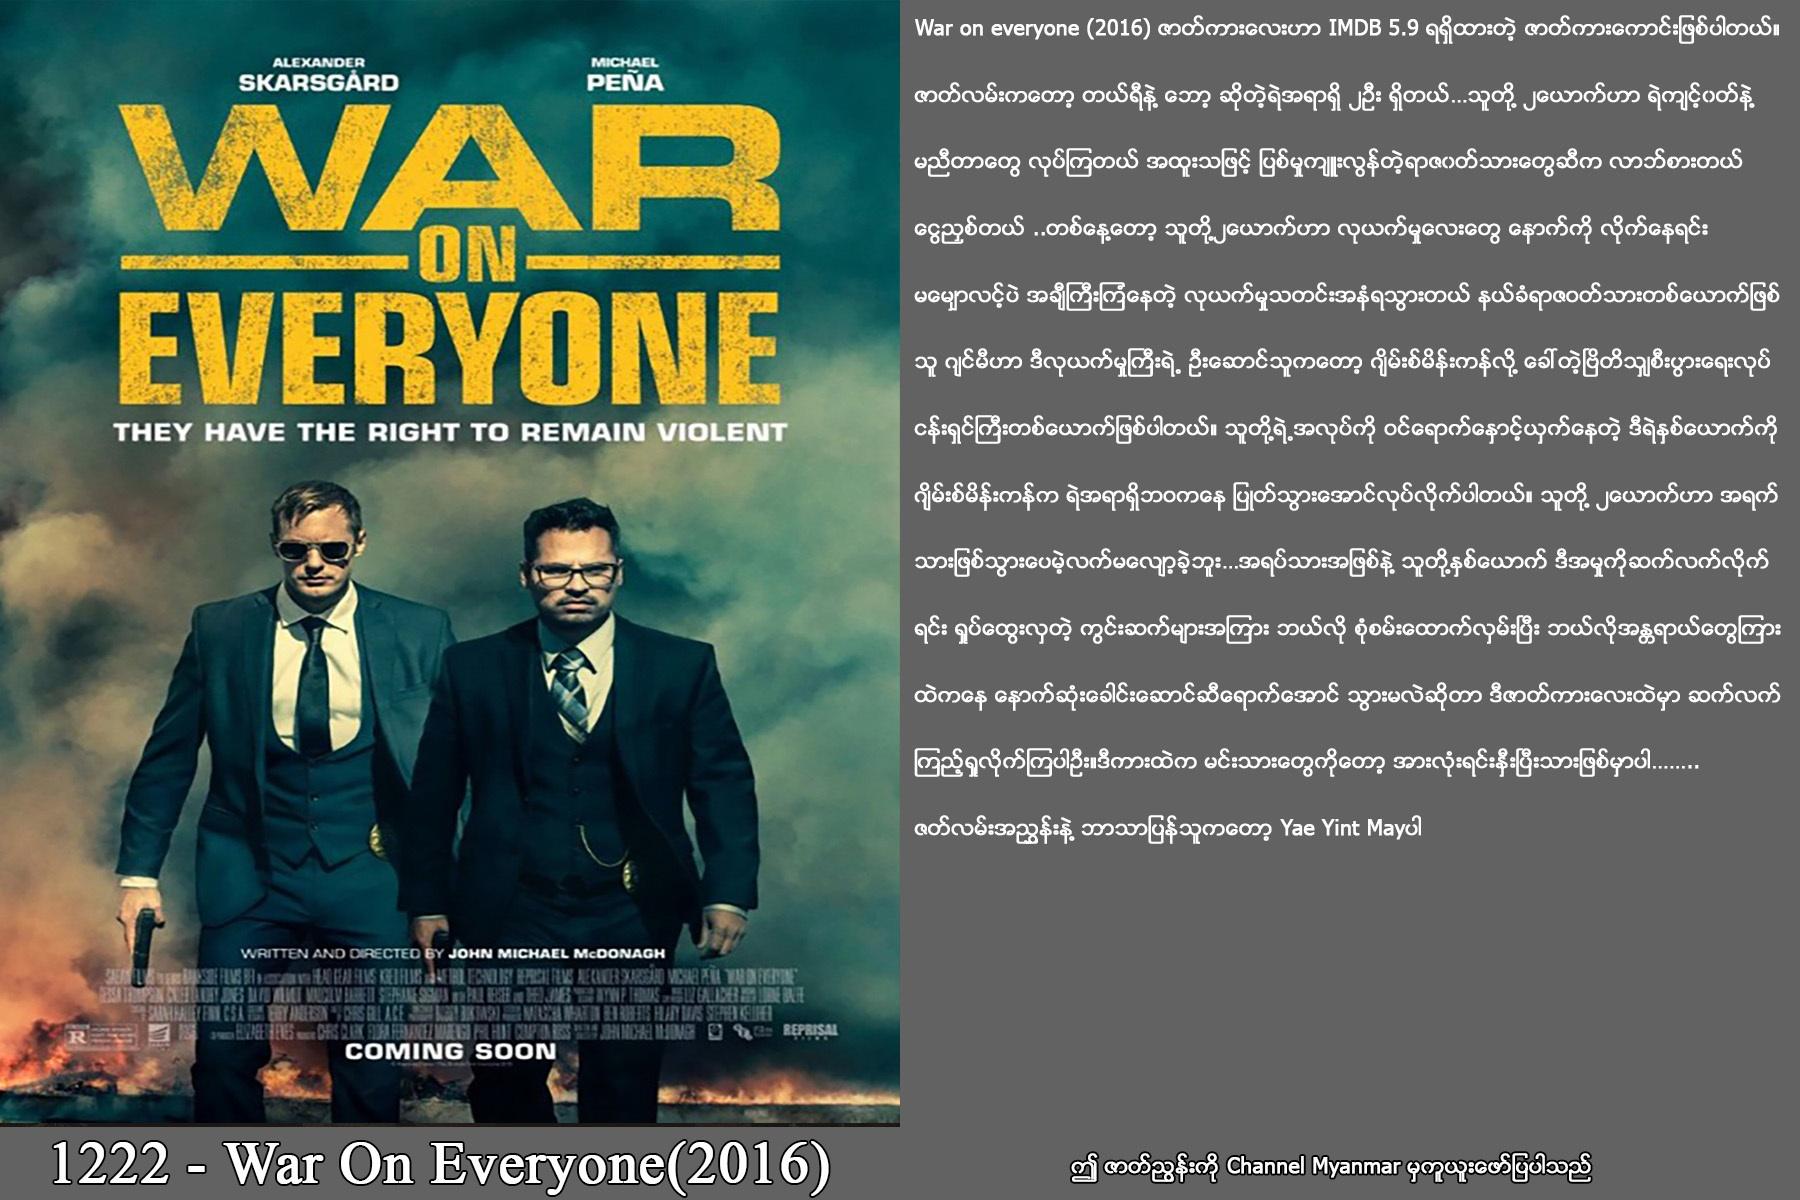 ALEXANDER
SKARSGÅRD
MICHAEL
PEÑA
WAR
ON
EVERYONE
THEY HAVE THE RIGHT TO REMAIN VIOLENT
WRITTEN AND DIRECTED BY JOHN MICHAEL McDONAGH
REPRISAL
FILMS
COMING SOON
1222 - War On Everyone(2016)
War on everyone (2016) ဇာတ်ကားလေးဟာ IMDB 5.9 ရရှိထားတဲ့ ဇာတ်ကားကောင်းဖြစ်ပါတယ်။
ဇာတ်လမ်းကတော့ တယ်ရီနဲ့ ဘော့ ဆိုတဲ့ရဲအရာရှိ ၂ဦး ရှိတယ်...သူတို့ ၂ယောက်ဟာ ရဲကျင့်ဝတ်နဲ့
မညီတာတွေ လုပ်ကြတယ် အထူးသဖြင့် ပြစ်မှုကျူးလွန်တဲ့ရာဇဝတ်သားတွေဆီက လာဘ်စားတယ်
ငွေညှစ်တယ် ..တစ်နေ့တော့ သူတို့၂ယောက်ဟာ လုယက်မှုလေးတွေ နောက်ကို လိုက်နေရင်း
မမျှော်လင့်ပဲ အချီကြီးကြံနေတဲ့ လုယက်မှုသတင်းအနံရသွားတယ် နယ်ခံရာဇဝတ်သားတစ်ယောက်ဖြစ်
သူ ဂျင်မီဟာ ဒီလုယက်မှုကြီးရဲ့ ဦးဆောင်သူကတော့ ဂျိမ်းစ်မိန်းကန်လို့ ခေါ်တဲ့ဗြိတိသျှစီးပွားရေးလုပ်
ငန်းရှင်ကြီးတစ်ယောက်ဖြစ်ပါတယ်။ သူတို့ရဲ့အလုပ်ကို ဝင်ရောက်နှောင့်ယှက်နေတဲ့ ဒီရဲနှစ်ယောက်ကို
ဂျိမ်းစ်မိန်းကန်က ရဲအရာရှိဘဝကနေ ပြုတ်သွားအောင်လုပ်လိုက်ပါတယ်။ သူတို့ ၂ယောက်ဟာ အရက်
သားဖြစ်သွားပေမဲ့လက်မလျော့ခဲ့ဘူး...အရပ်သားအဖြစ်နဲ့ သူတို့နှစ်ယောက် ဒီအမှုကိုဆက်လက်လိုက်
ရင်း ရှုပ်ထွေးလှတဲ့ ကွင်းဆက်များအကြား ဘယ်လို စုံစမ်းထောက်လှမ်းပြီး ဘယ်လိုအန္တရာယ်တွေကြား
ထဲကနေ နောက်ဆုံးခေါင်းဆောင်ဆီရောက်အောင် သွားမလဲဆိုတာ ဒီဇာတ်ကားလေးထဲမှာ ဆက်လက်
ကြည့်ရှုလိုက်ကြပါဦး။ဒီကားထဲက မင်းသားတွေကိုတော့ အားလုံးရင်းနှီးပြီးသားဖြစ်မှာပါ........
ဇတ်လမ်းအညွှန်းနဲ့ ဘာသာပြန်သူကတော့ Yae Yint Mayပါ
ဤ ဇာတ်ညွှန်းကို Channel Myanmar မှကူယူးဖော်ပြပါသည်